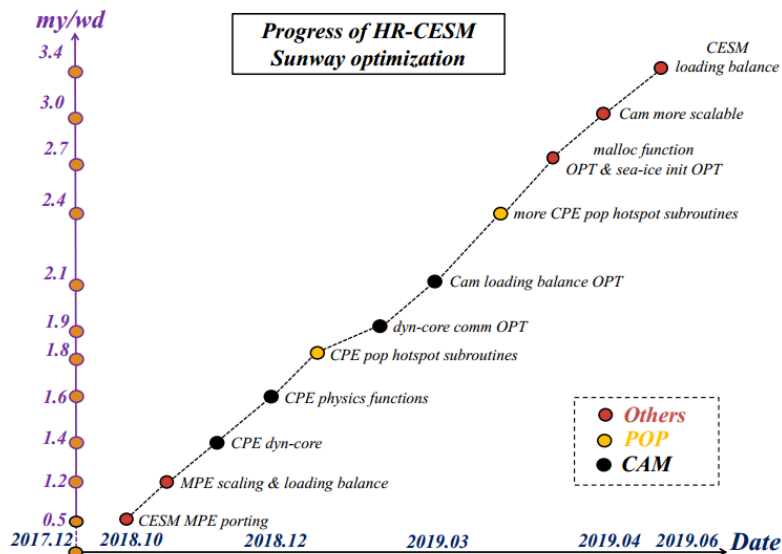 my/wd
Progress of HR-CESM
Sunway optimization
3.4
CESM
loading balance
3.0
Cam more scalable
2.7
malloc function
OPT & sea-ice init OPT
2.4
more CPE pop hotspot subroutines
2.1
Cam loading balance OPT
1.9
dyn-core comm OPT
1.8
CPE pop hotspot subroutines
1.6
CPE physics functions
1.4
CPE dyn-core
1.2
MPE scaling & loading balance
0.5
CESM MPE porting
Others
POP
CAM
2017.12 2018.10 2018.12 2019.03 2019.04 2019.06 Date